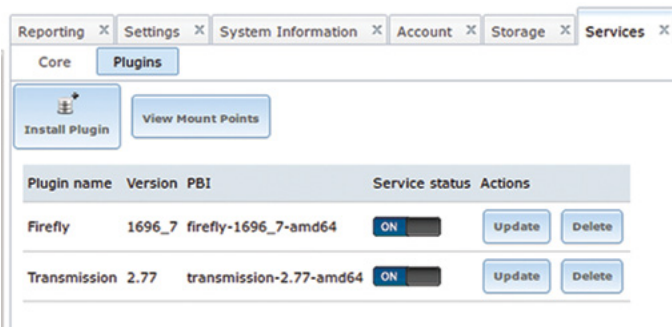 Reporting X Settings X System Information X Account X Storage X Services X
Core Plugins
Install Plugin View Mount Points
Plugin name Version PBI Service status Actions
Firefly 1696_7 firefly-1696_7-amd64 ON Update Delete
Transmission 2.77 transmission-2.77-amd64 ON Update Delete